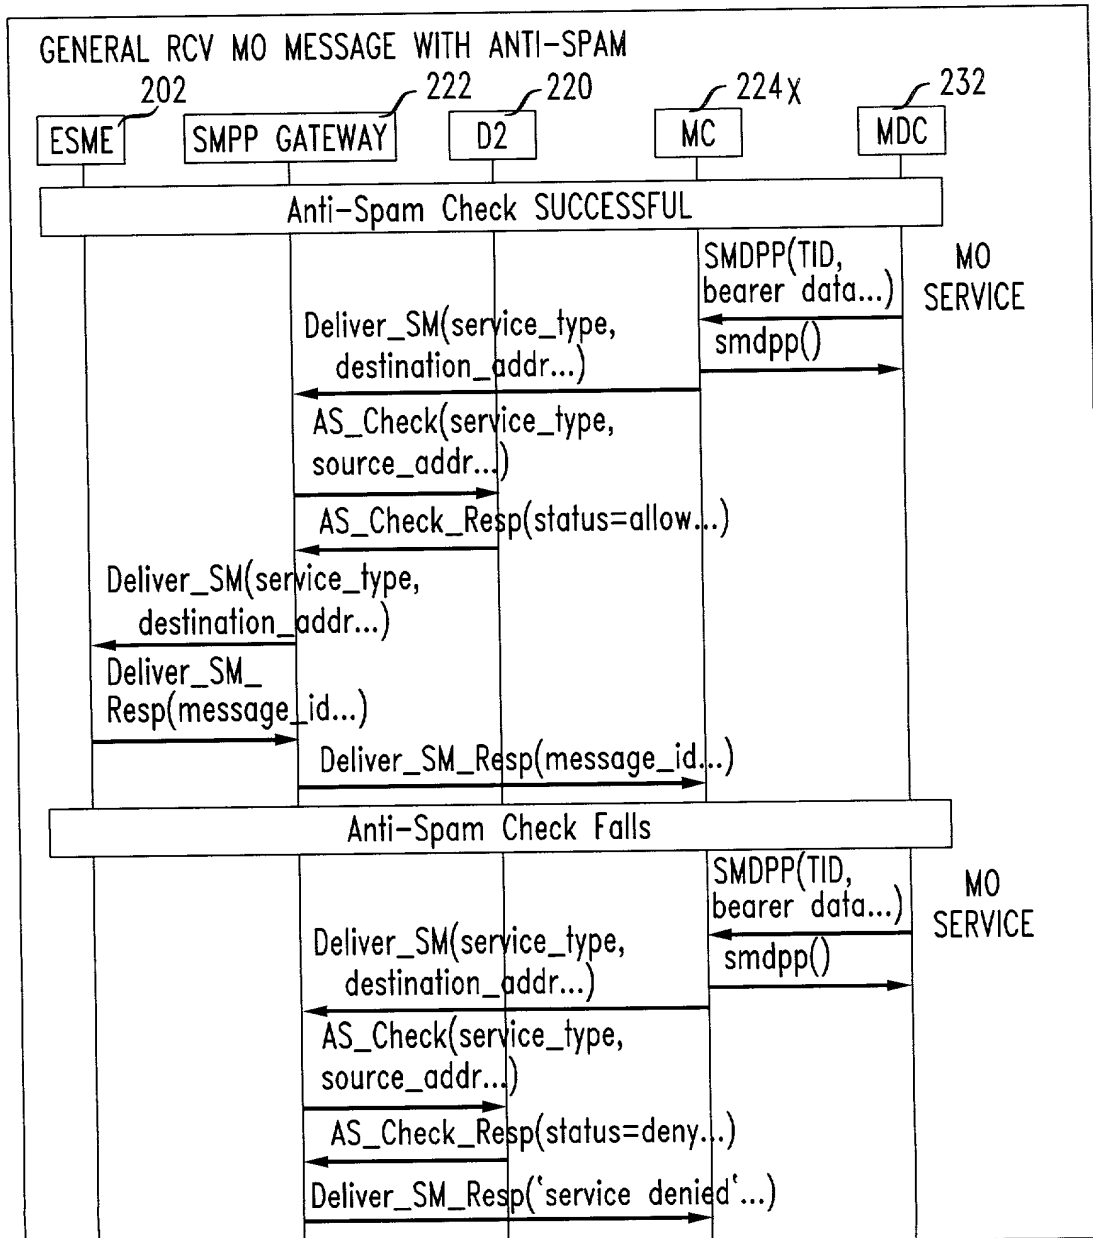 GENERAL RCV MO MESSAGE WITH ANTI-SPAM
202
222
220
224x
232
ESME
SMPP GATEWAY
D2
MC
MDC
Anti-Spam Check SUCCESSFUL
SMDPP(TID,
bearer data...)
MO
SERVICE
smdpp()
Deliver_SM(service_type,
destination_addr...)
AS_Check(service_type,
source_addr...)
AS_Check_Resp(status=allow...)
Deliver_SM(service_type,
destination_addr...)
Deliver_SM_
Resp(message_id...)
Deliver_SM_Resp(message_id...)
Anti-Spam Check Falls
SMDPP(TID,
bearer data...)
MO
SERVICE
smdpp()
Deliver_SM(service_type,
destination_addr...)
AS_Check(service_type,
source_addr...)
AS_Check_Resp(status=deny...)
Deliver_SM_Resp('service denied'...)